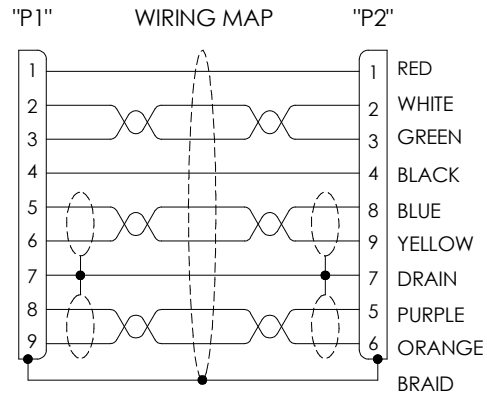 "P1" WIRING MAP "P2"
1 1 RED
2 2 WHITE
3 3 GREEN
4 4 BLACK
5 8 BLUE
6 9 YELLOW
7 7 DRAIN
8 5 PURPLE
9 6 ORANGE
BRAID